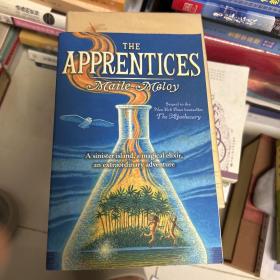 THE
APPRENTICES
Maile Meloy
Sequel to the
New York Times bestseller
The Apothecary
A sinister island, a magical elixir,
an extraordinary adventure